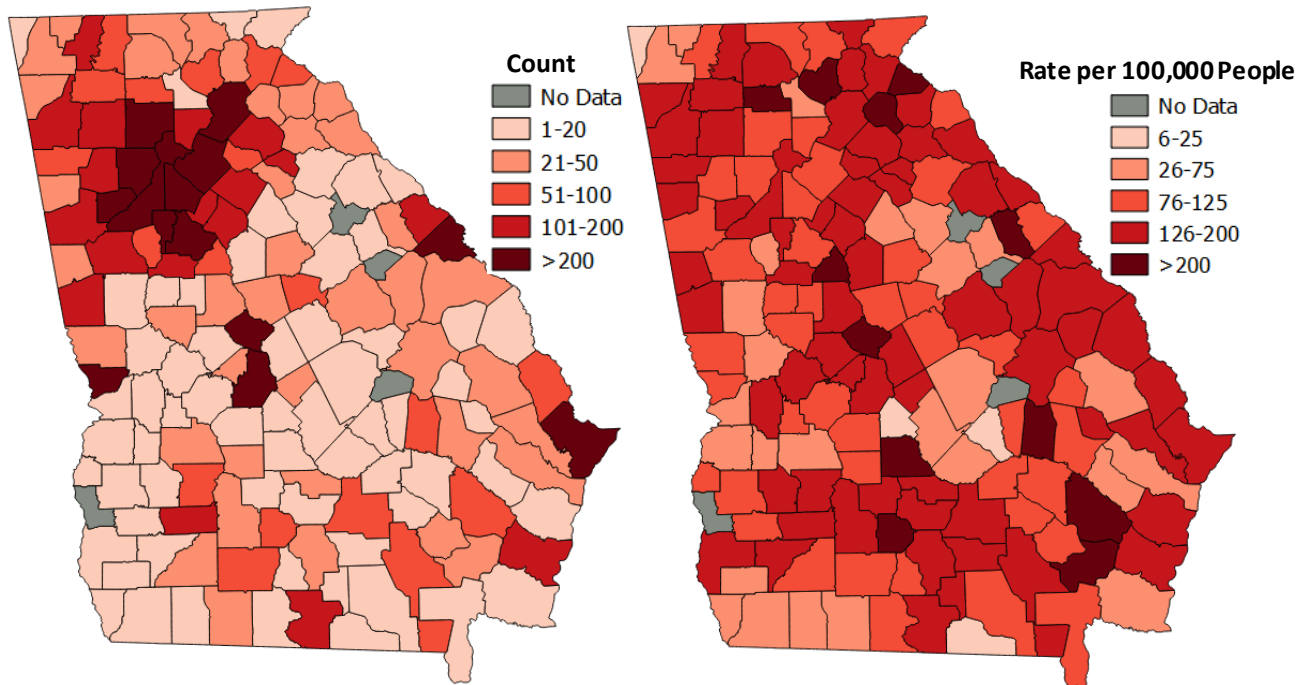 Count
No Data
1-20
21-50
51-100
101-200
>200
Rate per 100,000 People
No Data
6-25
26-75
76-125
126-200
>200